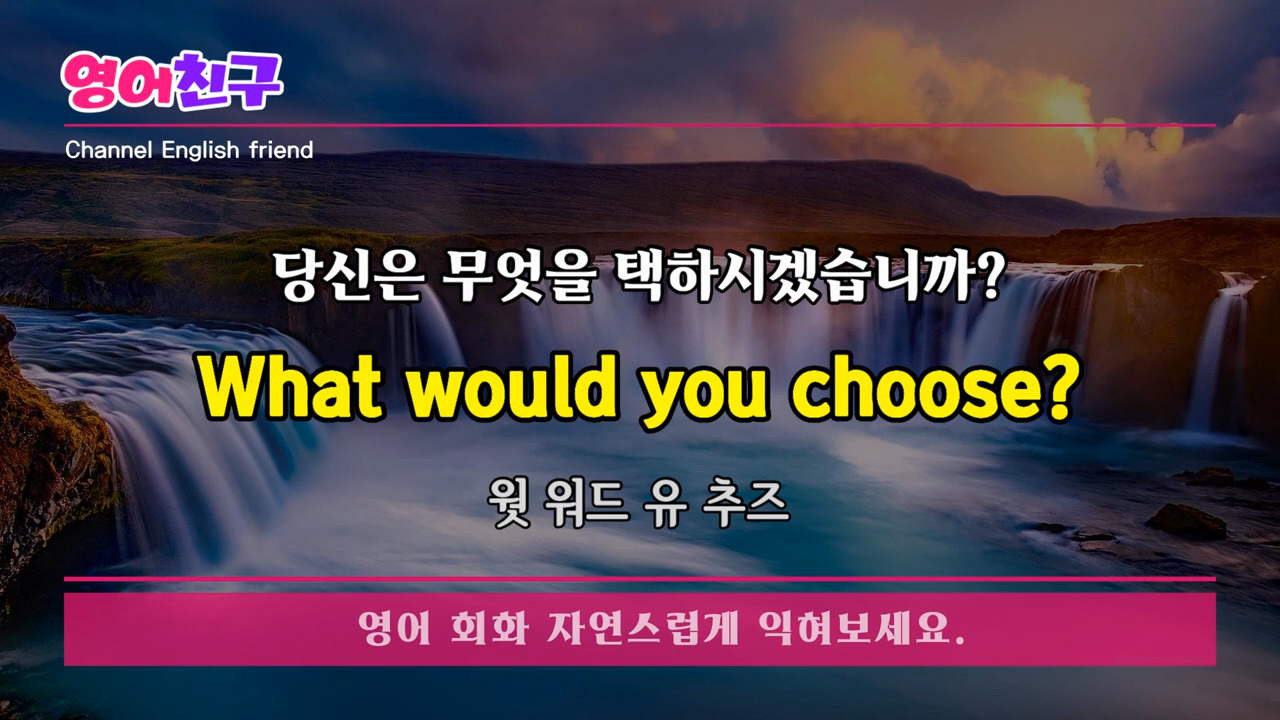 영어친구
Channel English friend
당신은 무엇을 택하시겠습니까?
What would you choose?
웟 워드 유 추즈
영어 회화 자연스럽게 익혀보세요.